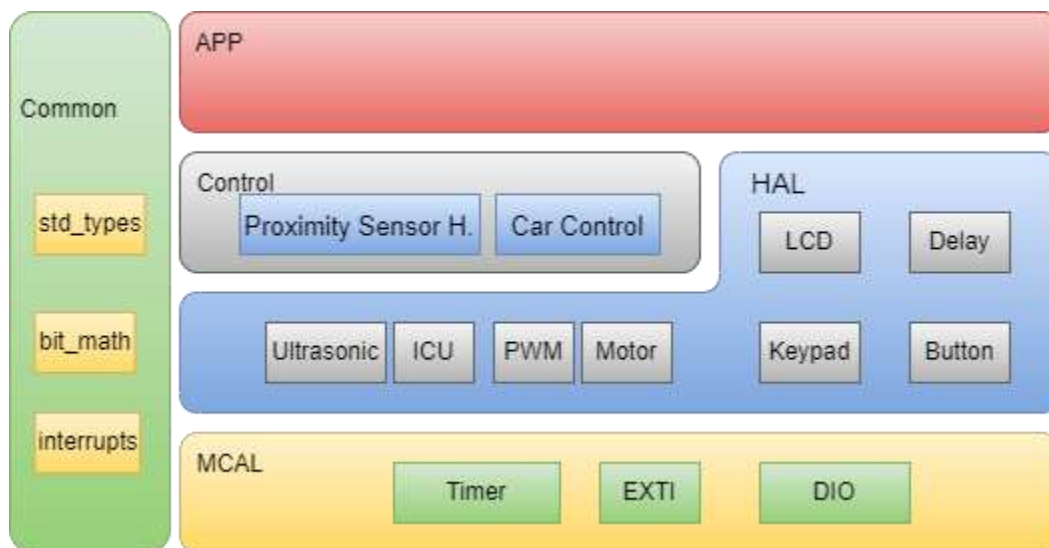 Common
std_types
bit_math
interrupts
APP
Control
Proximity Sensor H.
Car Control
HAL
LCD
Delay
Ultrasonic
ICU
PWM
Motor
Keypad
Button
MCAL
Timer
EXTI
DIO